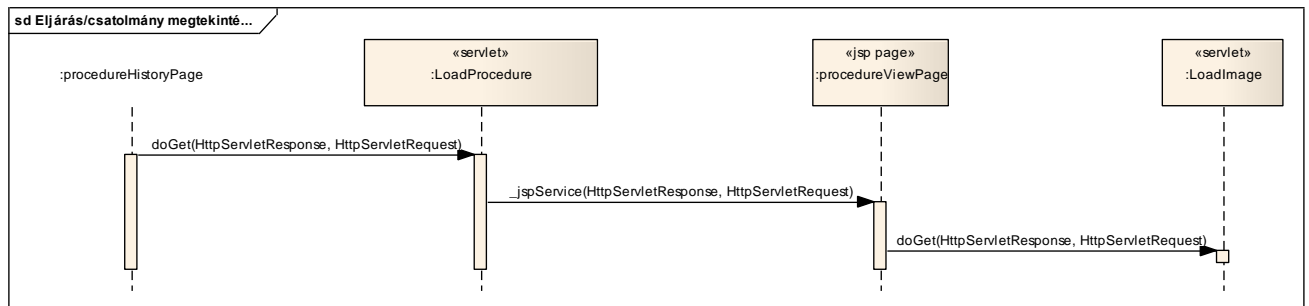 sd Eljárás/csatolmány megtekinté...
«servlet»
«jsp page»
«servlet»
:procedureHistoryPage
:LoadProcedure
:procedureViewPage
:LoadImage
doGet(HttpServletResponse, HttpServletRequest)
_jspService(HttpServletResponse, HttpServletRequest)
doGet(HttpServletResponse, HttpServletRequest)